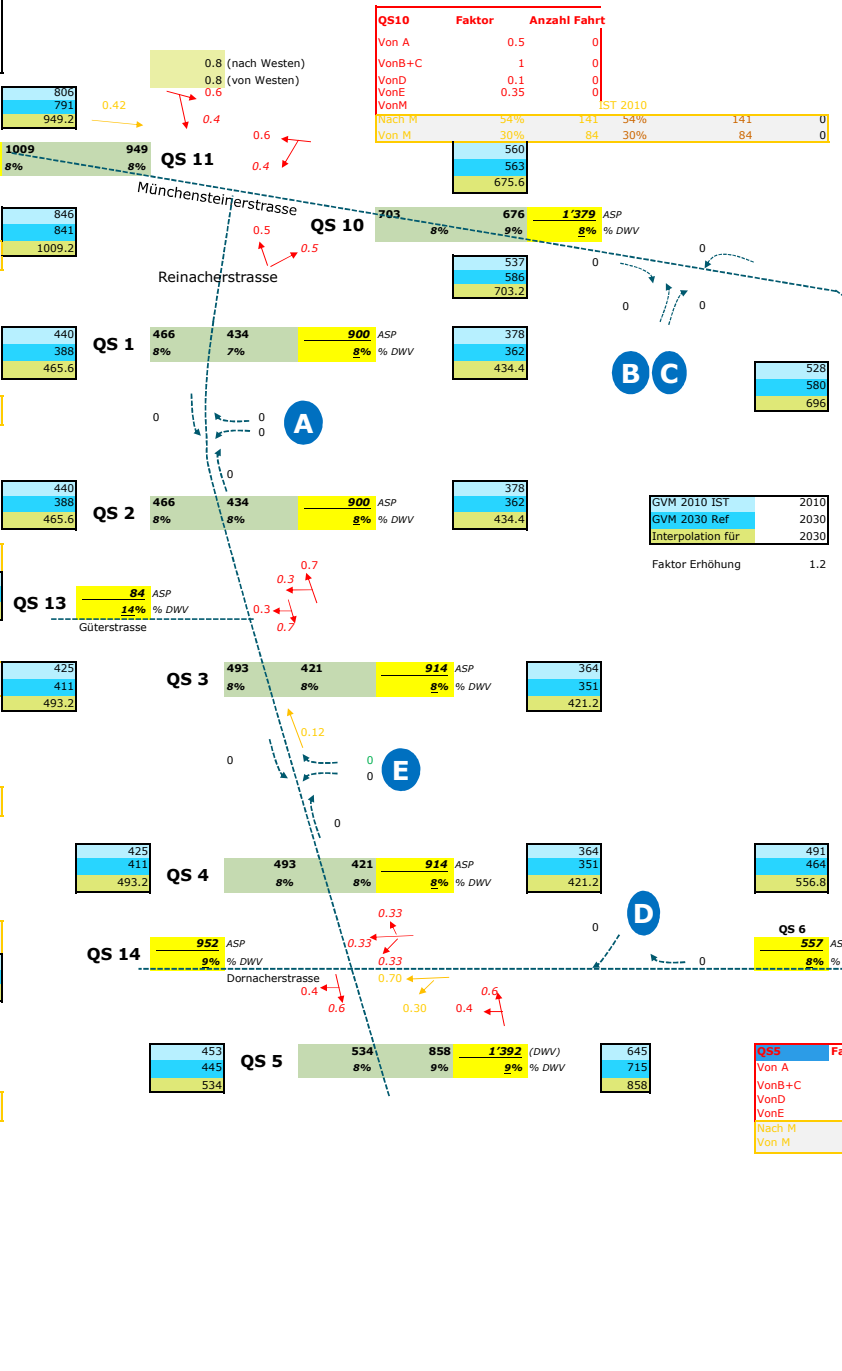 QS10 Faktor Anzahl Fahrt
Von A 0.5 0
VonB+C 1 0
VonD 0.1 0
VonE 0.35 0
VonM IST 2010
Nach M 54% 141 54% 141 0
Von M 30% 84 30% 84 0
0.8 (nach Westen)
0.8 (von Westen)
806
791
949.2
0.42
0.6
0.4
0.6
0.4
1009 949
8% 8%
QS 11
560
563
675.6
Münchensteinerstrasse
846
841
1009.2
QS 10
703 676 1’379 ASP
8% 9% 8% % DWV
0.5
0.5
Reinacherstrasse
537
586
703.2
0
0
0
0
440
388
465.6
QS 1
466 434 900 ASP
8% 7% 8% % DWV
378
362
434.4
B C
528
580
696
0
0
0
A
0
440
388
465.6
QS 2
466 434 900 ASP
8% 8% 8% % DWV
378
362
434.4
GVM 2010 IST 2010
GVM 2030 Ref 2030
Interpolation für 2030
Faktor Erhöhung 1.2
QS 13
84 ASP
14% % DWV
Güterstrasse
0.7
0.3
0.3
0.7
425
411
493.2
QS 3
493 421 914 ASP
8% 8% 8% % DWV
364
351
421.2
0.12
0
0
0
E
0
425
411
493.2
QS 4
493 421 914 ASP
8% 8% 8% % DWV
364
351
421.2
491
464
556.8
QS 14
952 ASP
9% % DWV
Dornacherstrasse
0.33
0.33
0.33
0
D
0
QS 6
557 AS
8% %
0.70
0.30
0.4
0.6
0.6
0.4
453
445
534
QS 5
534 858 1’392 (DWV)
8% 9% 9% % DWV
645
715
858
QS5 Fa
Von A
VonB+C
VonD
VonE
Nach M
Von M